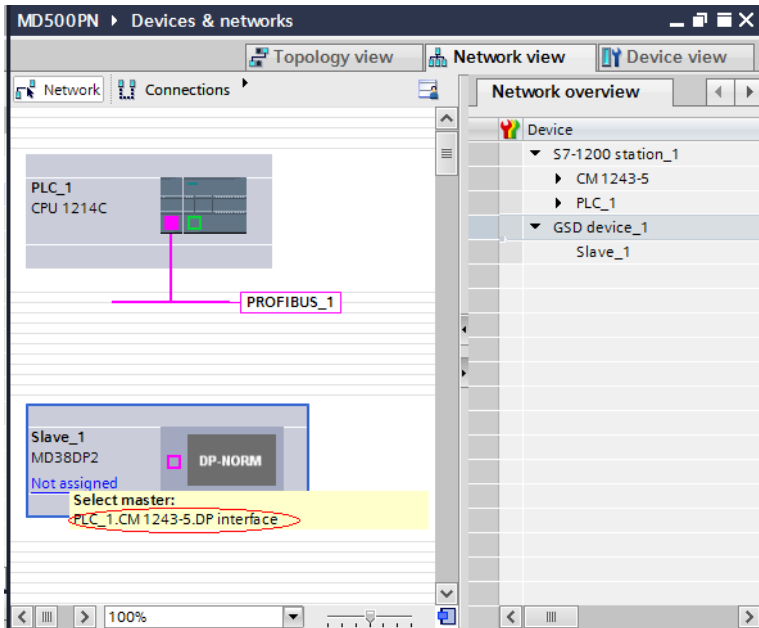 MD500PN ▸ Devices & networks
Topology view
Network view
Device view
Network
Connections
Network overview
PLC_1
CPU 1214C
PROFIBUS_1
Slave_1
MD38DP2
DP-NORM
Not assigned
Select master:
PLC_1.CM 1243-5.DP interface
100%
Device
S7-1200 station_1
CM 1243-5
PLC_1
GSD device_1
Slave_1